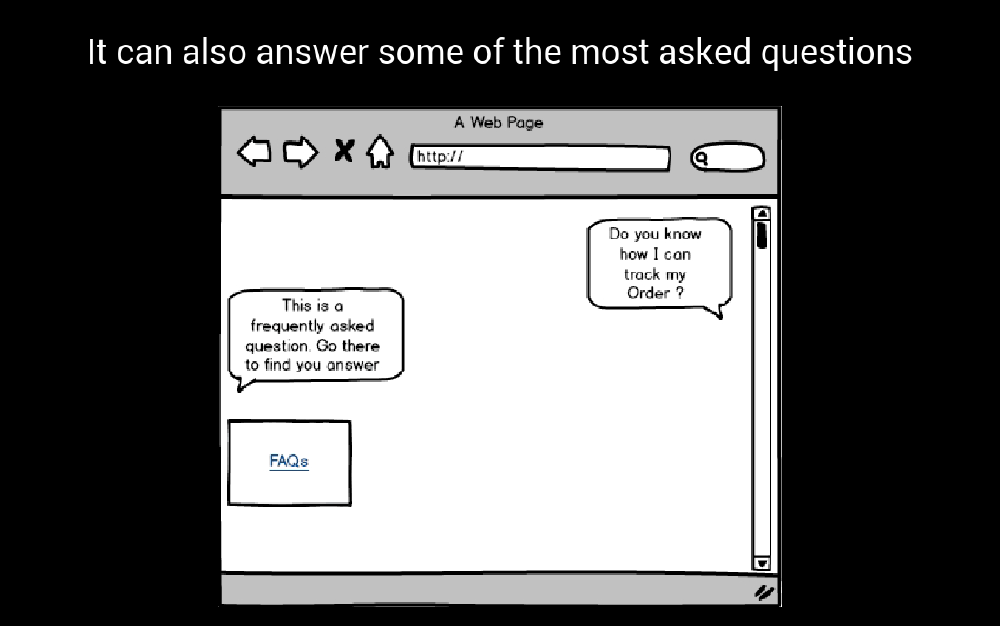 It can also answer some of the most asked questions
A Web Page
http://
Do you know
how I can
track my
Order ?
This is a
frequently asked
question. Go there
to find you answer
FAQs